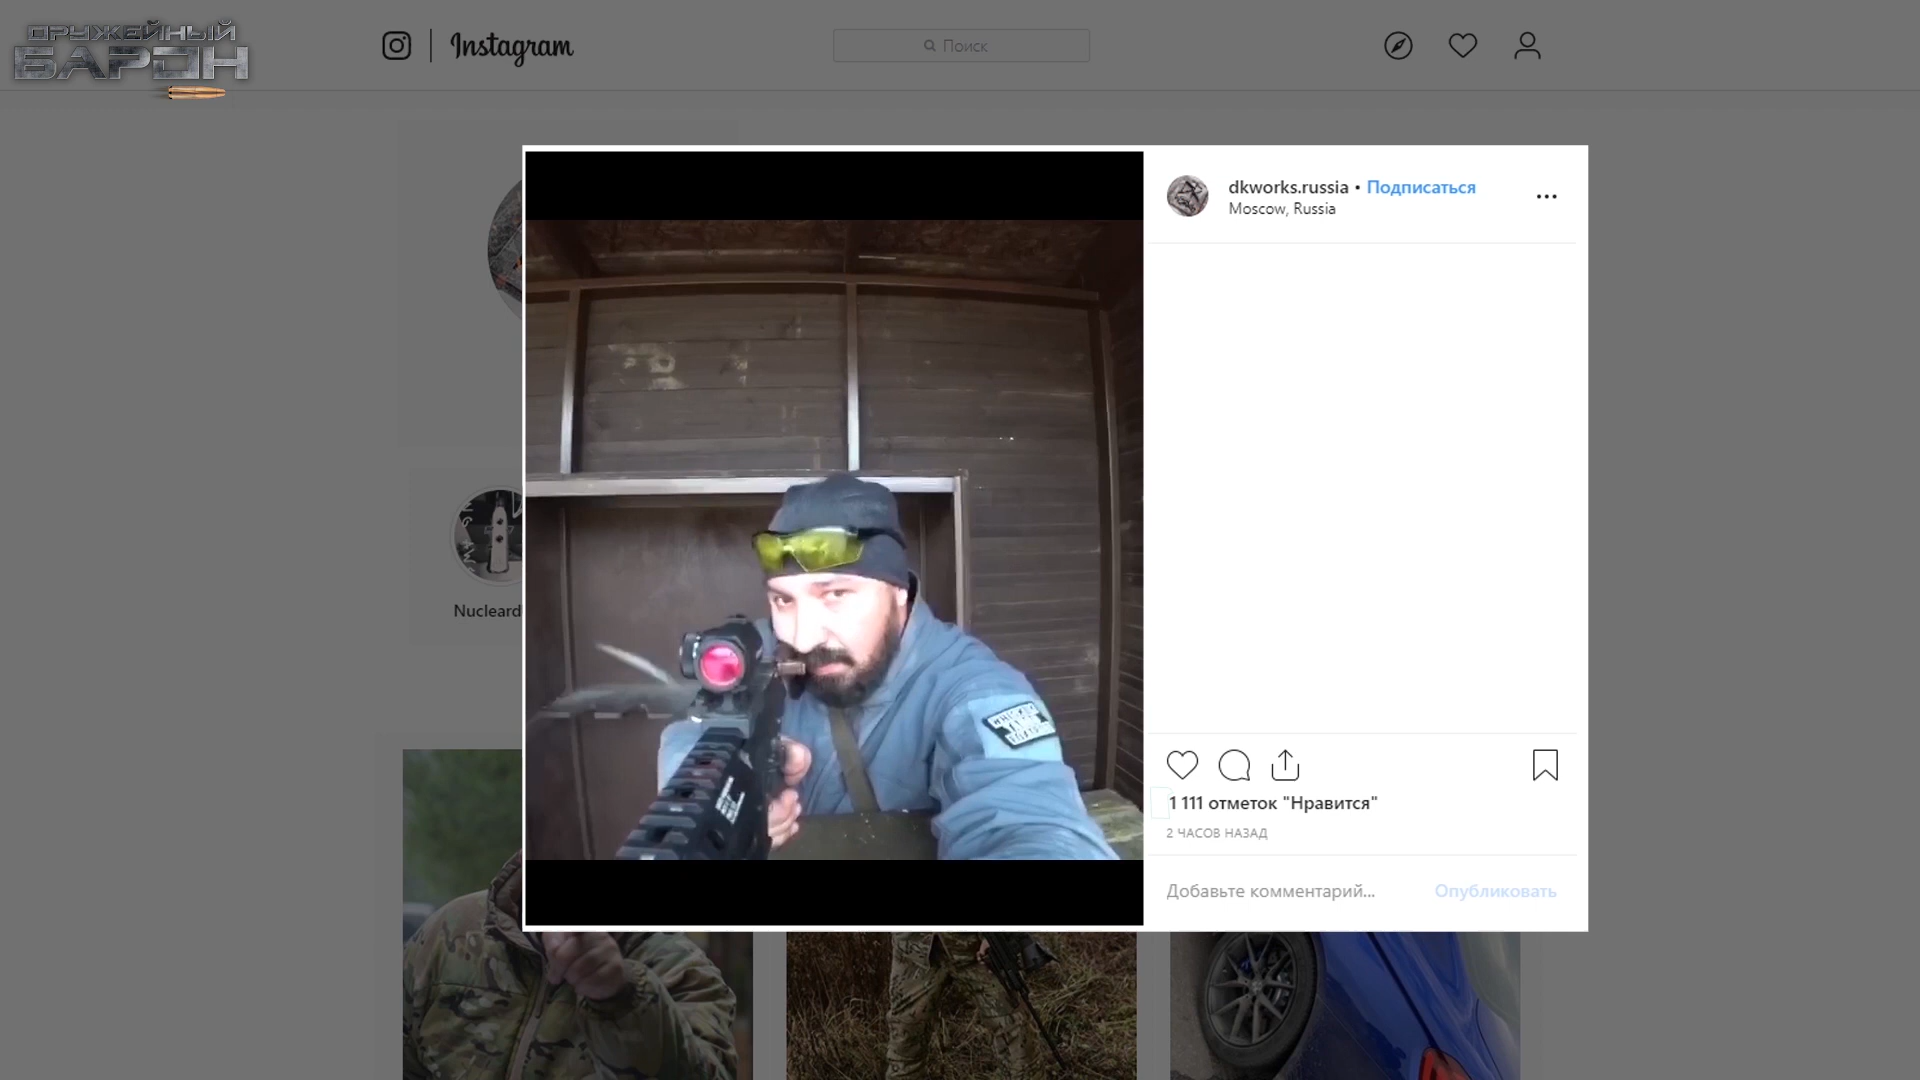 ОРУЖЕЙНЫЙ
БАРОН
Instagram
Поиск
dkworks.russia • Подписаться
Moscow, Russia
Nucleard
1 111 отметок "Нравится"
2 ЧАСОВ НАЗАД
Добавьте комментарий...
Опубликовать